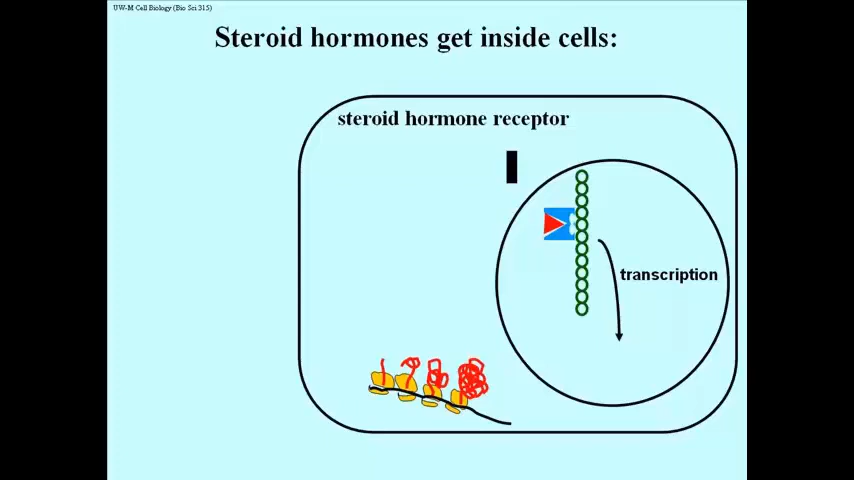 UW-M Cell Biology (Bio Sci 315)
Steroid hormones get inside cells:
steroid hormone receptor
transcription